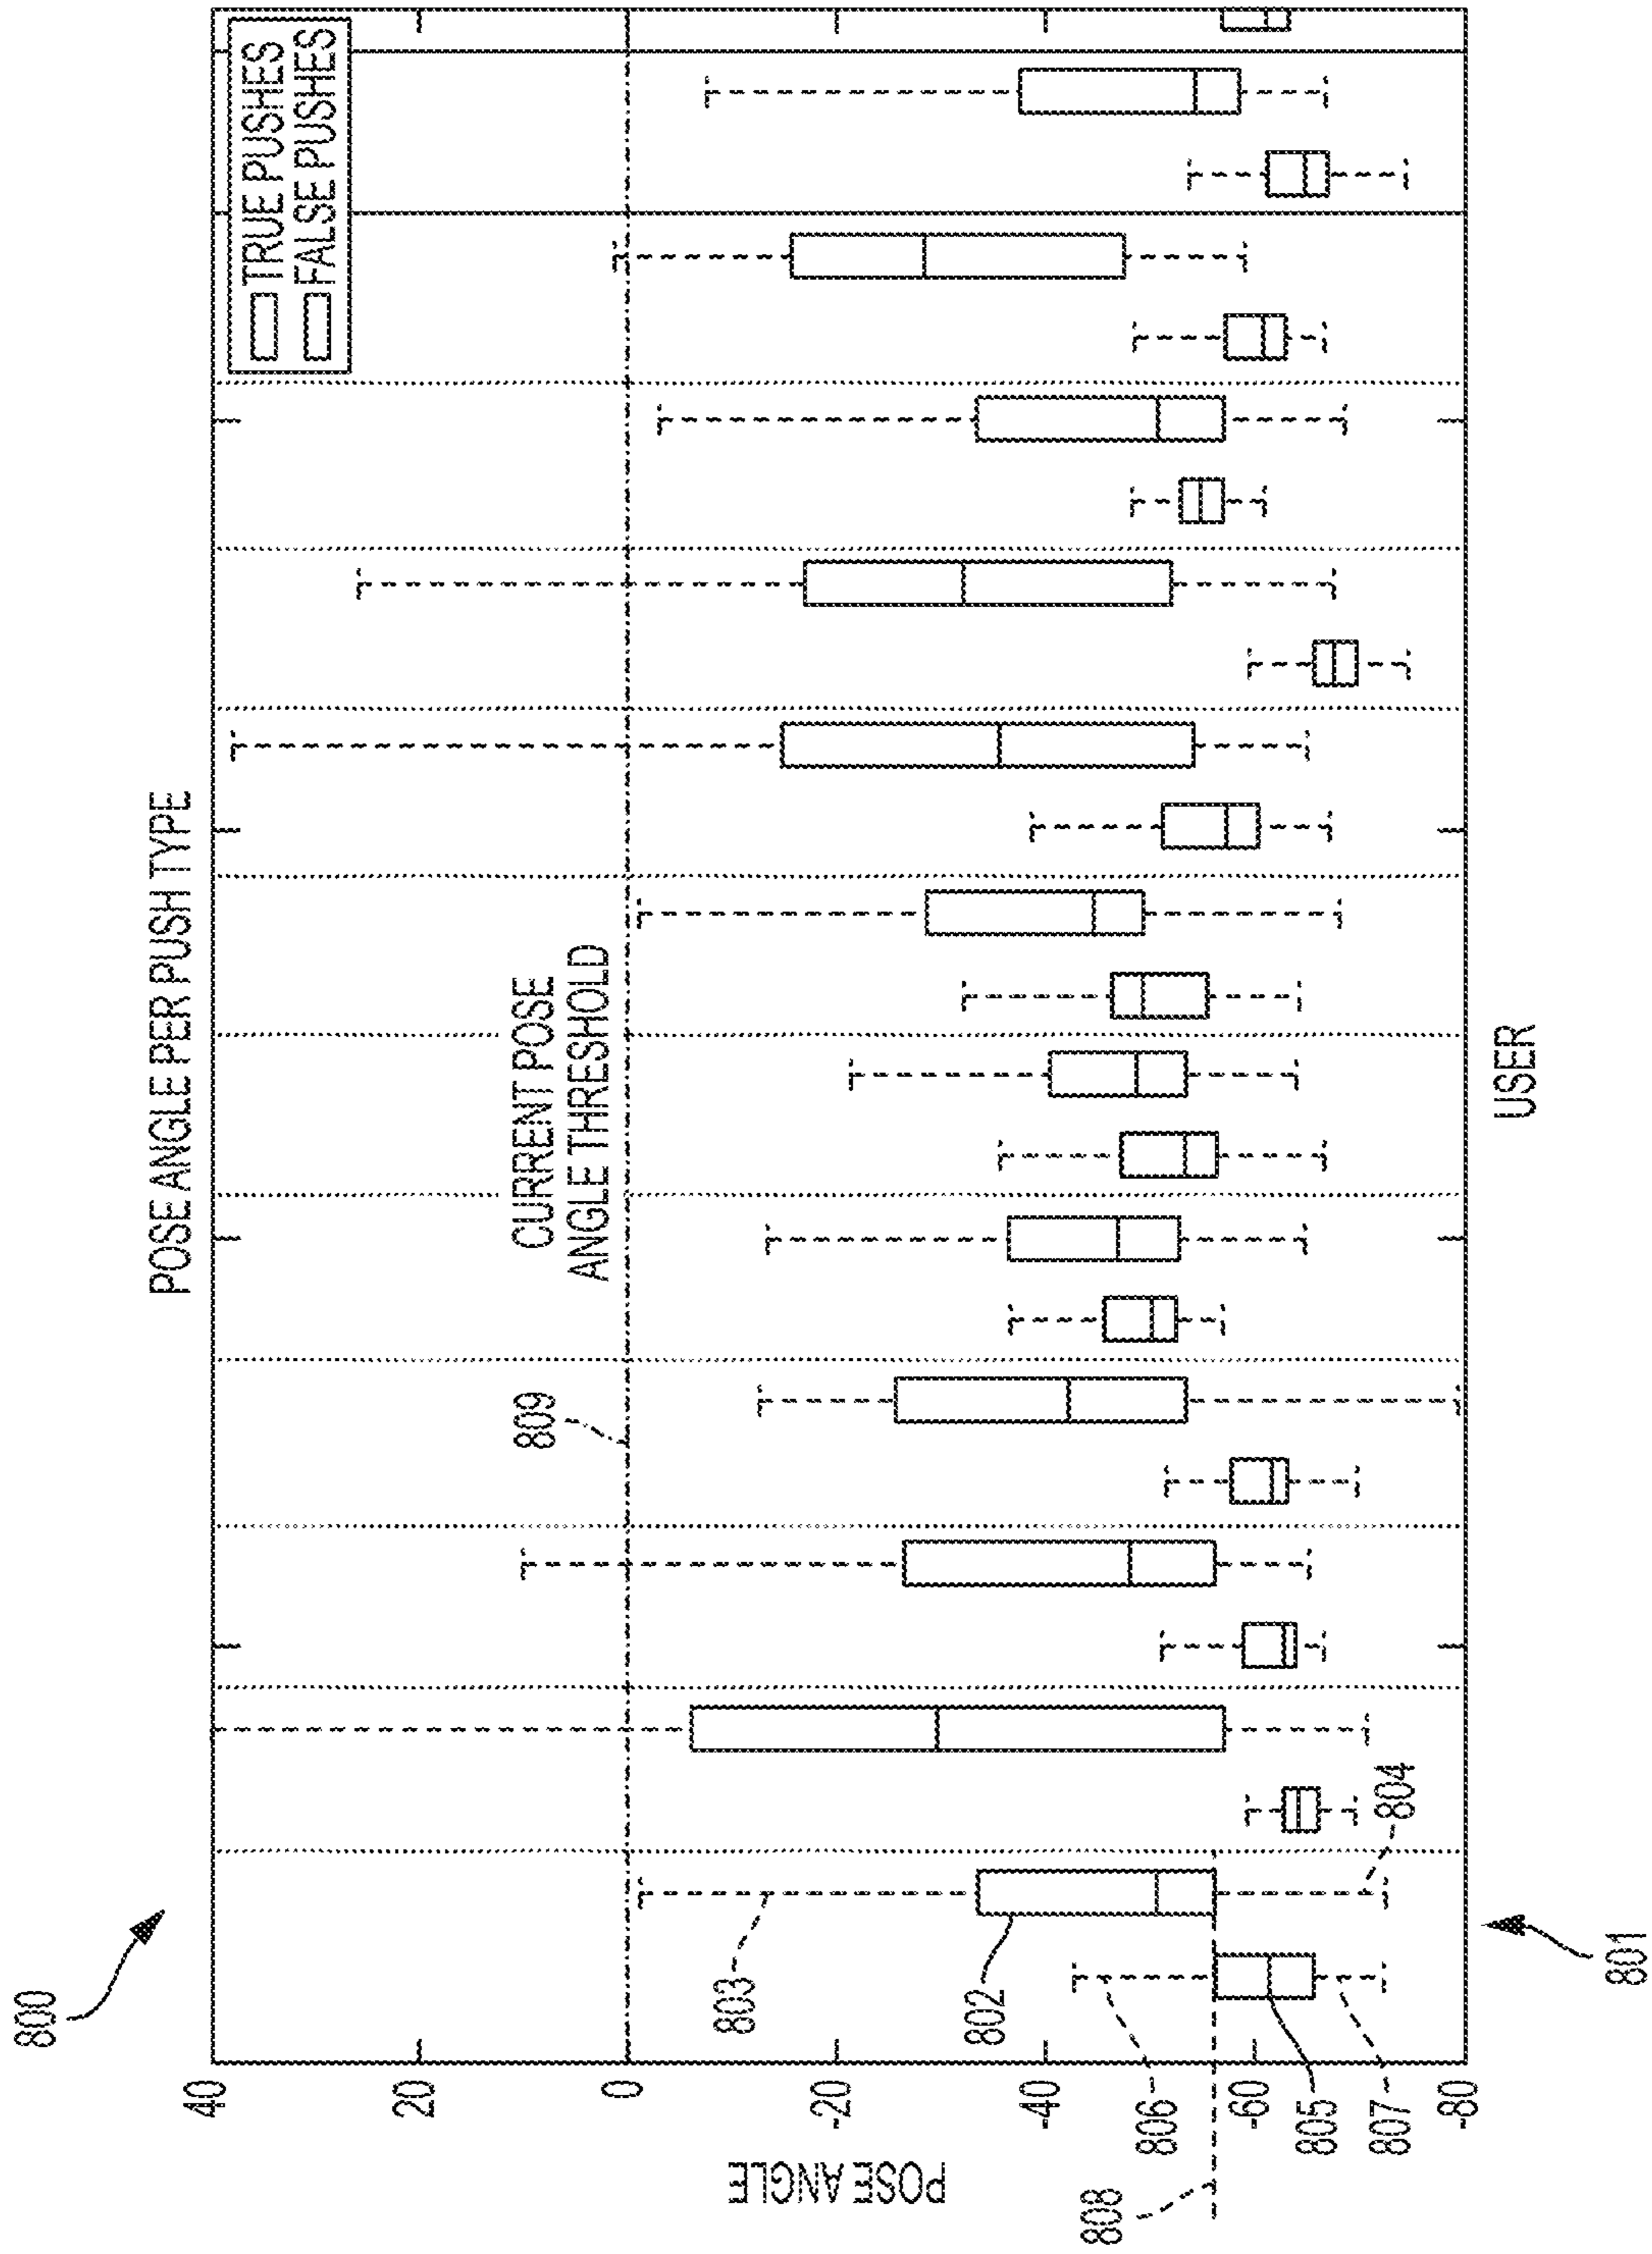 800
POSE ANGLE PER PUSH TYPE
TRUE PUSHES
FALSE PUSHES
40
20
0
-20
-40
-60
-80
POSE ANGLE
CURRENT POSE
ANGLE THRESHOLD
809
803
802
806
808
805
807
804
801
USER